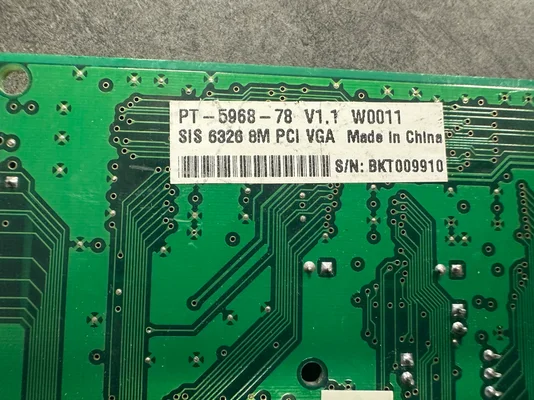 PT-5968-78 V1.1 W0011
SIS 6326 8M PCI VGA Made in China
S/N: BKT009910